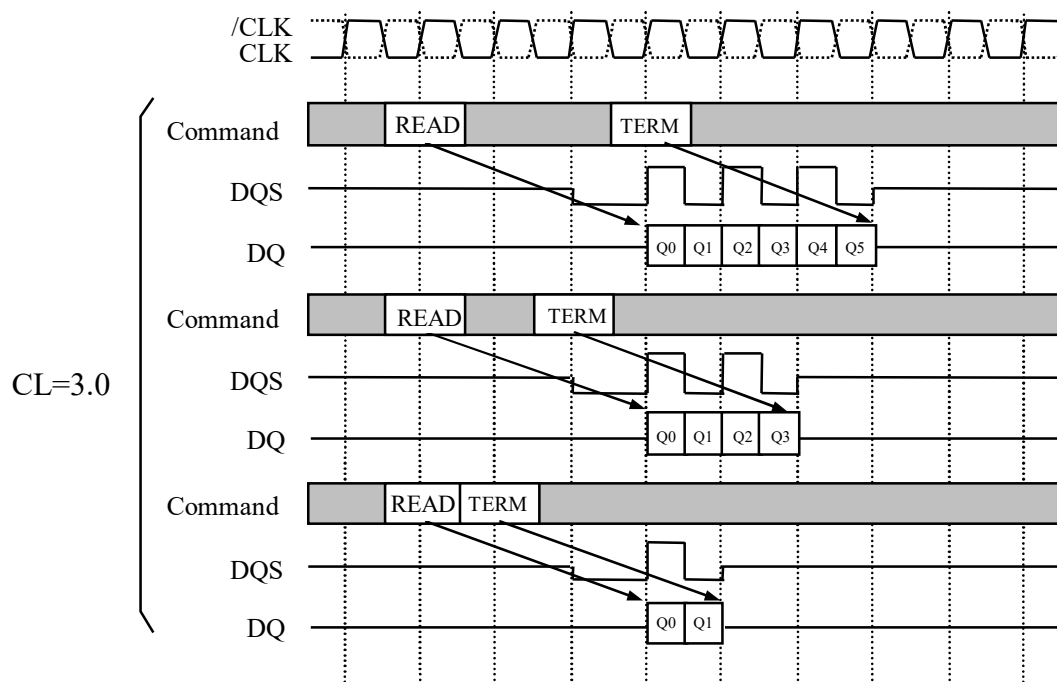 /CLK
CLK
Command READ TERM
DQS
DQ Q0 Q1 Q2 Q3 Q4 Q5
Command READ TERM
CL=3.0 DQS
DQ Q0 Q1 Q2 Q3
Command READ TERM
DQS
DQ Q0 Q1